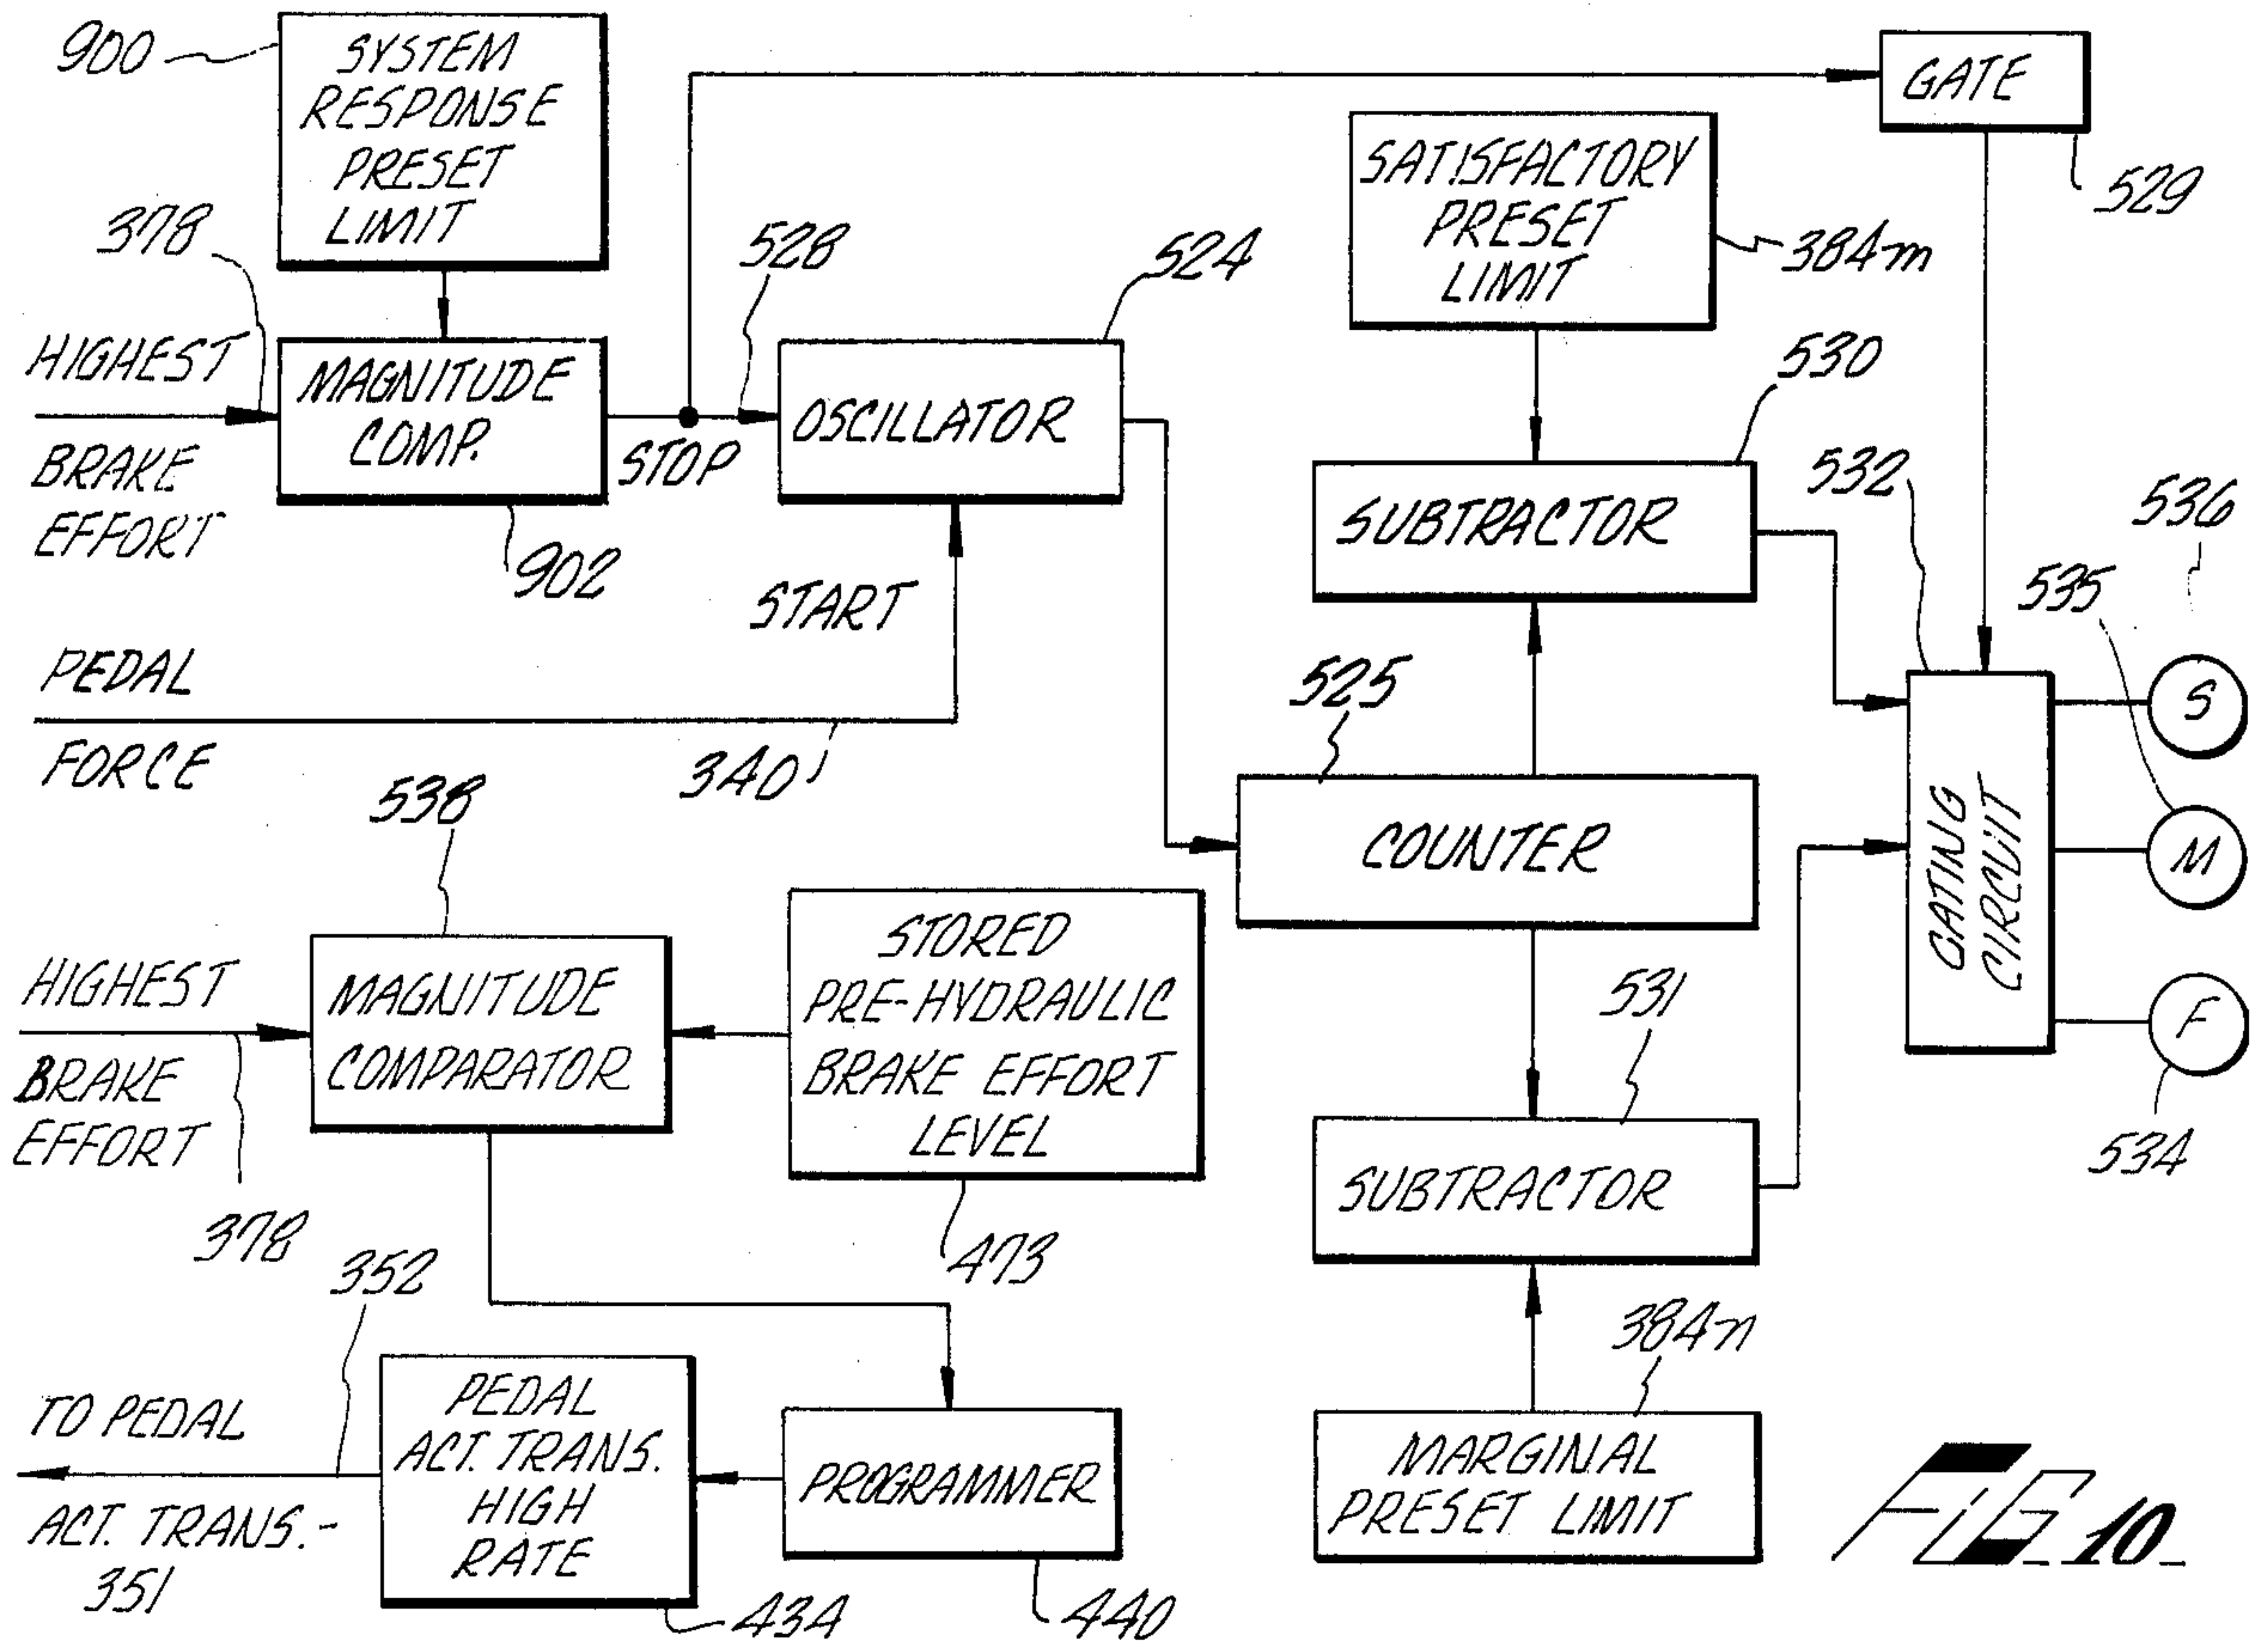 900
SYSTEM
RESPONSE
PRESET
LIMIT
GATE
529
SATISFACTORY
PRESET
LIMIT
384m
378
528
524
HIGHEST
BRAKE
EFFORT
MAGNITUDE
COMP.
STOP
OSCILLATOR
902
START
530
SUBTRACTOR
532
536
535
PEDAL
FORCE
340
525
COUNTER
GATING
CIRCUIT
S
M
F
534
538
HIGHEST
BRAKE
EFFORT
378
MAGNITUDE
COMPARATOR
STORED
PRE-HYDRAULIC
BRAKE EFFORT
LEVEL
473
531
SUBTRACTOR
384n
MARGINAL
PRESET LIMIT
352
TO PEDAL
ACT. TRANS.-
351
PEDAL
ACT. TRANS.
HIGH
RATE
434
PROGRAMMER
440
FIG. 10